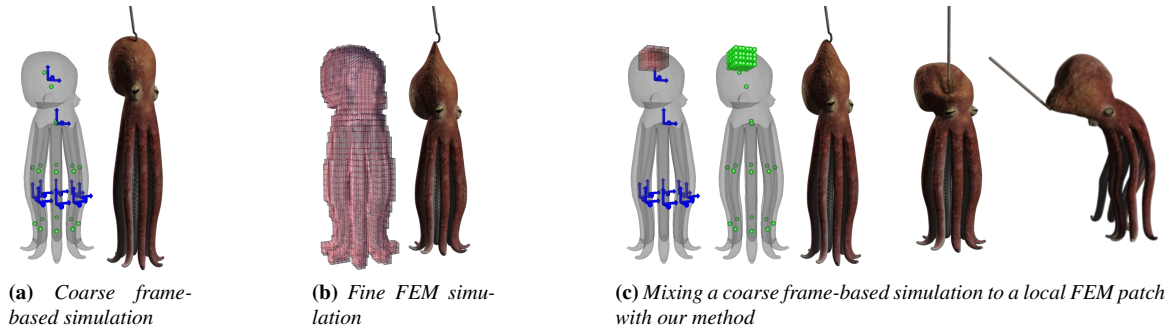 (a) Coarse frame-
based simulation
(b) Fine FEM simu-
lation
(c) Mixing a coarse frame-based simulation to a local FEM patch
with our method